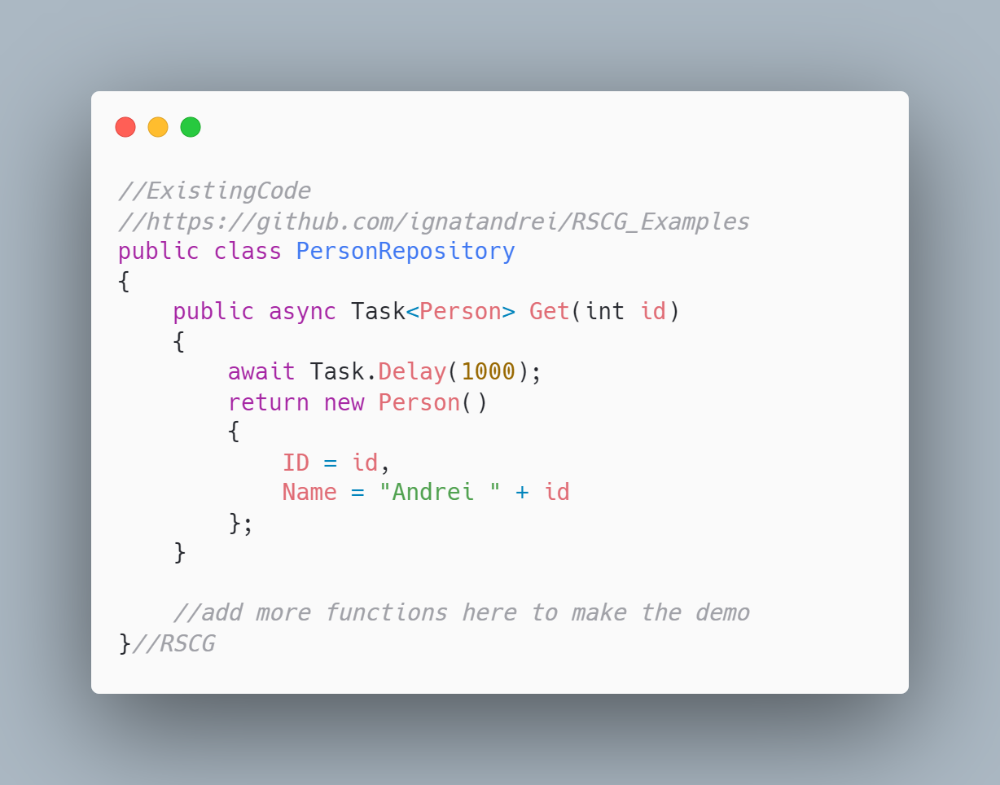 //ExistingCode
//https://github.com/ignatandrei/RSCG_Examples
public class PersonRepository
{
    public async Task<Person> Get(int id)
    {
        await Task.Delay(1000);
        return new Person()
        {
            ID = id,
            Name = "Andrei " + id
        };
    }

    //add more functions here to make the demo
}//RSCG